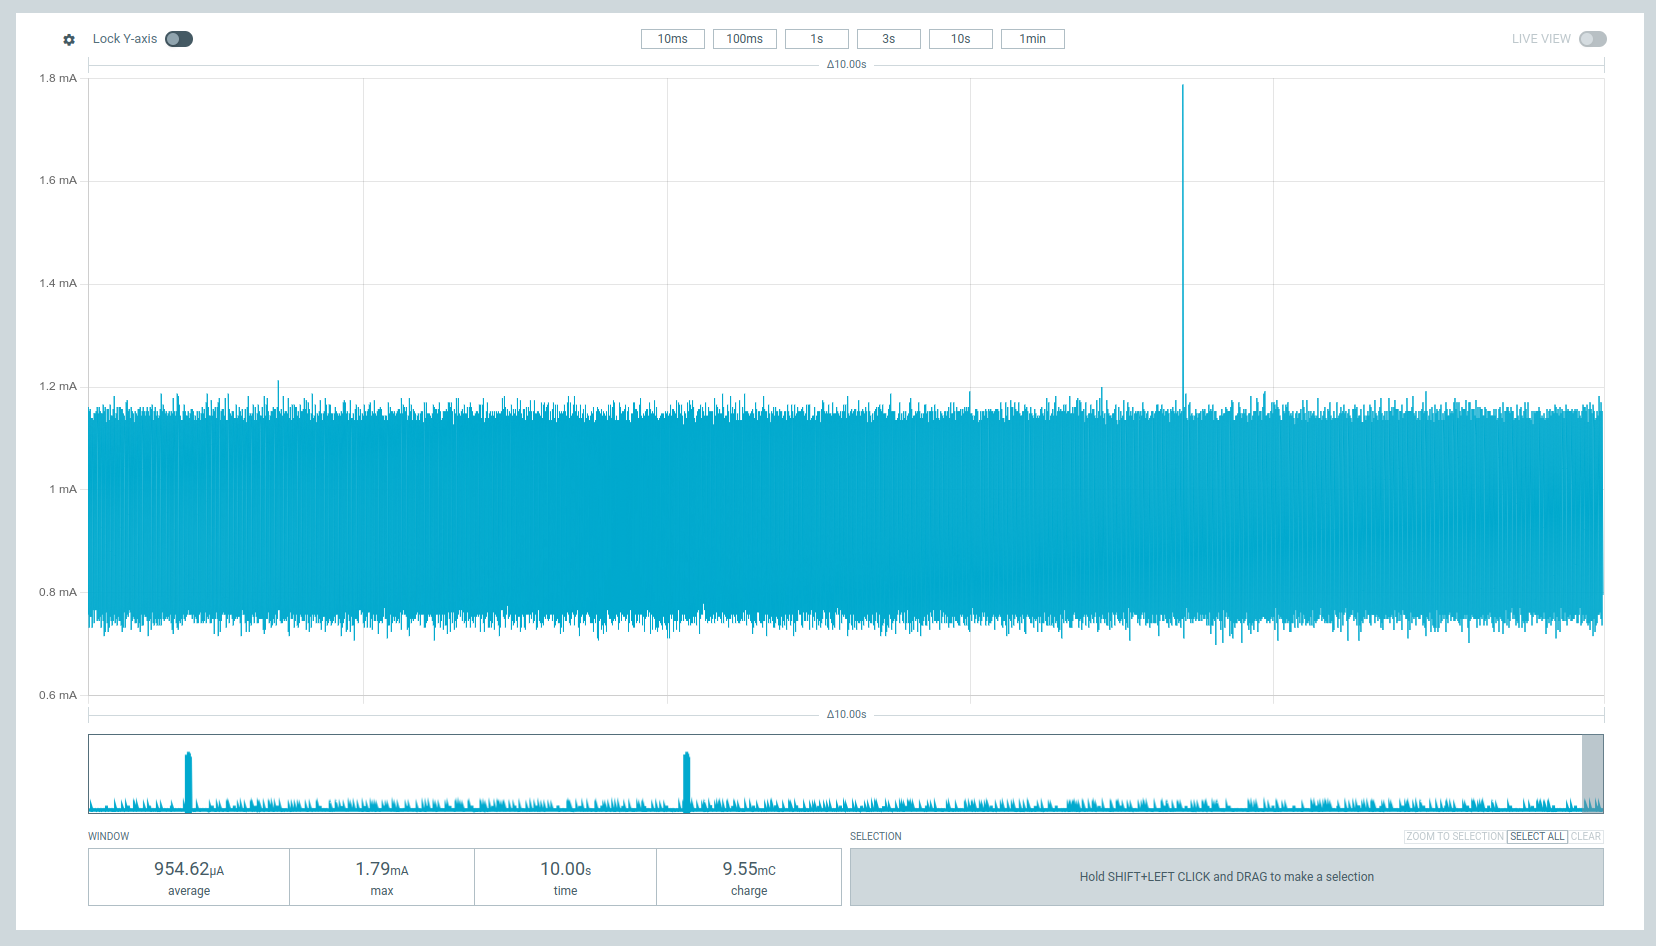 Lock Y-axis
10ms 100ms 1s 3s 10s 1min
LIVE VIEW
Δ10.00s
1.8 mA
1.6 mA
1.4 mA
1.2 mA
1 mA
0.8 mA
0.6 mA
Δ10.00s
WINDOW
954.62μA
average
1.79mA
max
10.00s
time
9.55mC
charge
SELECTION
ZOOM TO SELECTION SELECT ALL CLEAR
Hold SHIFT+LEFT CLICK and DRAG to make a selection